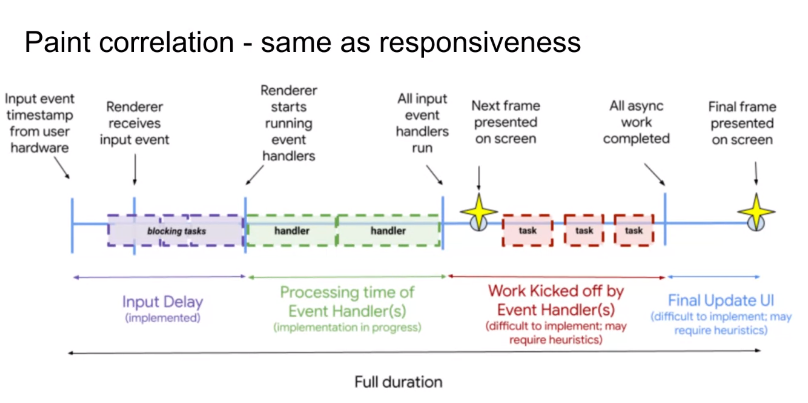 Paint correlation - same as responsiveness
Input event
timestamp
from user
hardware
Renderer
receives
input event
Renderer
starts
running
event
handlers
All input
event
handlers
run
Next frame
presented
on screen
All async
work
completed
Final frame
presented
on screen
blocking tasks
handler
handler
task
task
task
Input Delay
(implemented)
Processing time of
Event Handler(s)
(implementation in progress)
Work Kicked off by
Event Handler(s)
(difficult to implement; may
require heuristics)
Final Update UI
(difficult to implement; may
require heuristics)
Full duration